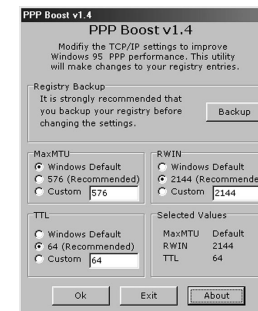 PPP Boost v1.4
PPP Boost v1.4
Modifiy the TCP/IP settings to improve
Windows 95 PPP performance. This utility
will make changes to your registry entries.
Registry Backup
It is strongly recommended that
you backup your registry before
changing the settings.
Backup
MaxMTU
Windows Default
576 (Recommended)
Custom 576
RWIN
Windows Default
2144 (Recommende
Custom 2144
TTL
Windows Default
64 (Recommended)
Custom 64
Selected Values
MaxMTU Default
RWIN 2144
TTL 64
Ok
Exit
About